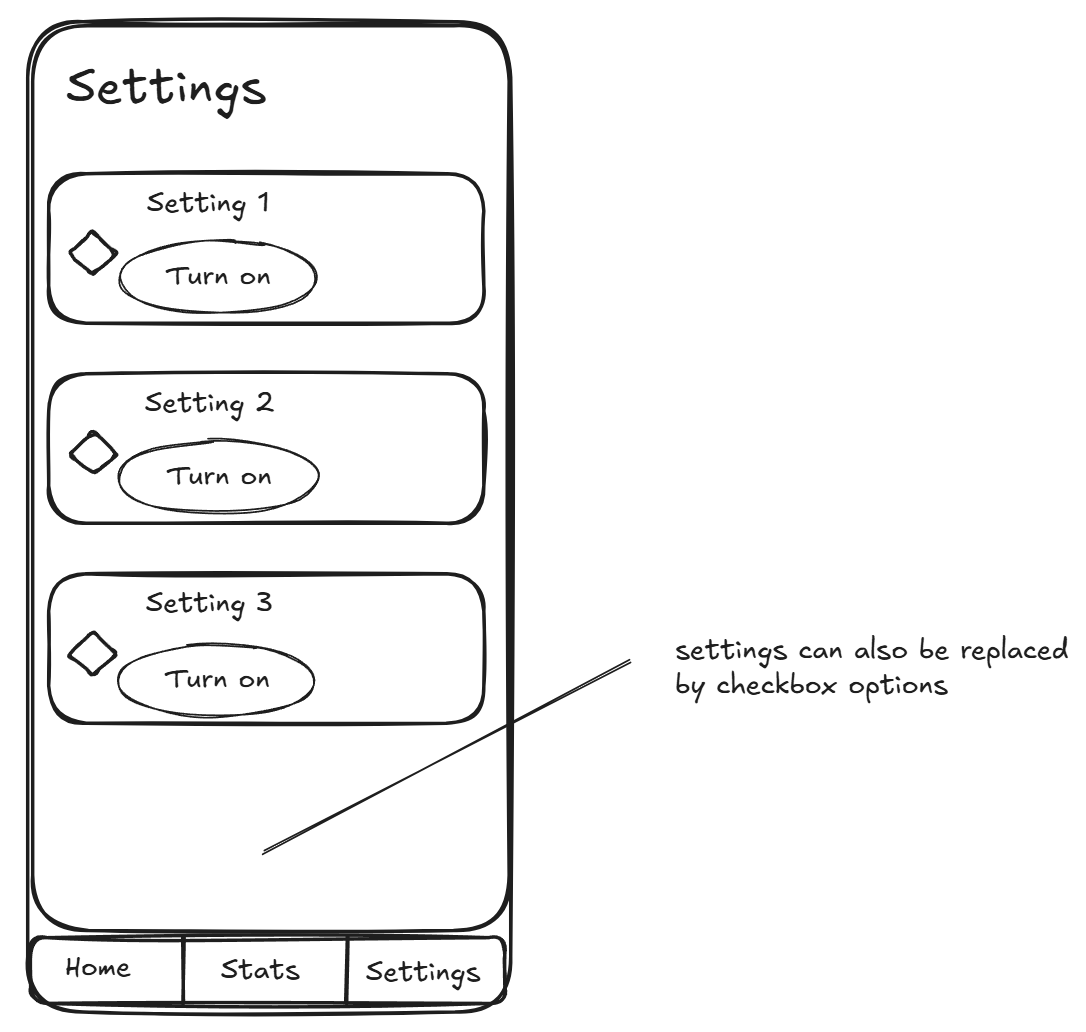 Settings
Setting 1
Turn on
Setting 2
Turn on
Setting 3
Turn on
settings can also be replaced
by checkbox options
Home
Stats
Settings